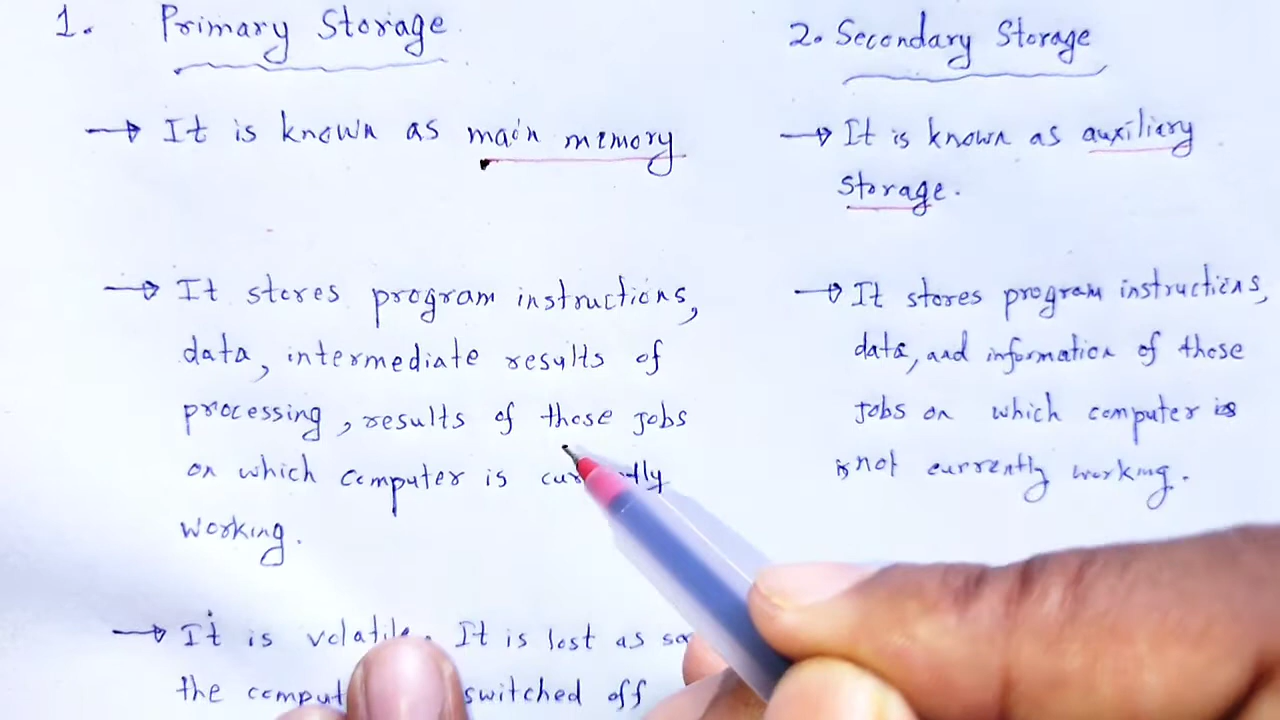 1. Primary Storage
→ It is known as main memory
→ It stores program instructions,
data, intermediate results of
processing, results of those jobs
on which computer is
working.
→ It is It is lost as
the switched off
2. Secondary Storage
→ It is known as auxiliary
storage.
→ It stores program instructions,
data, and information of those
jobs on which computer is
is not currently working.